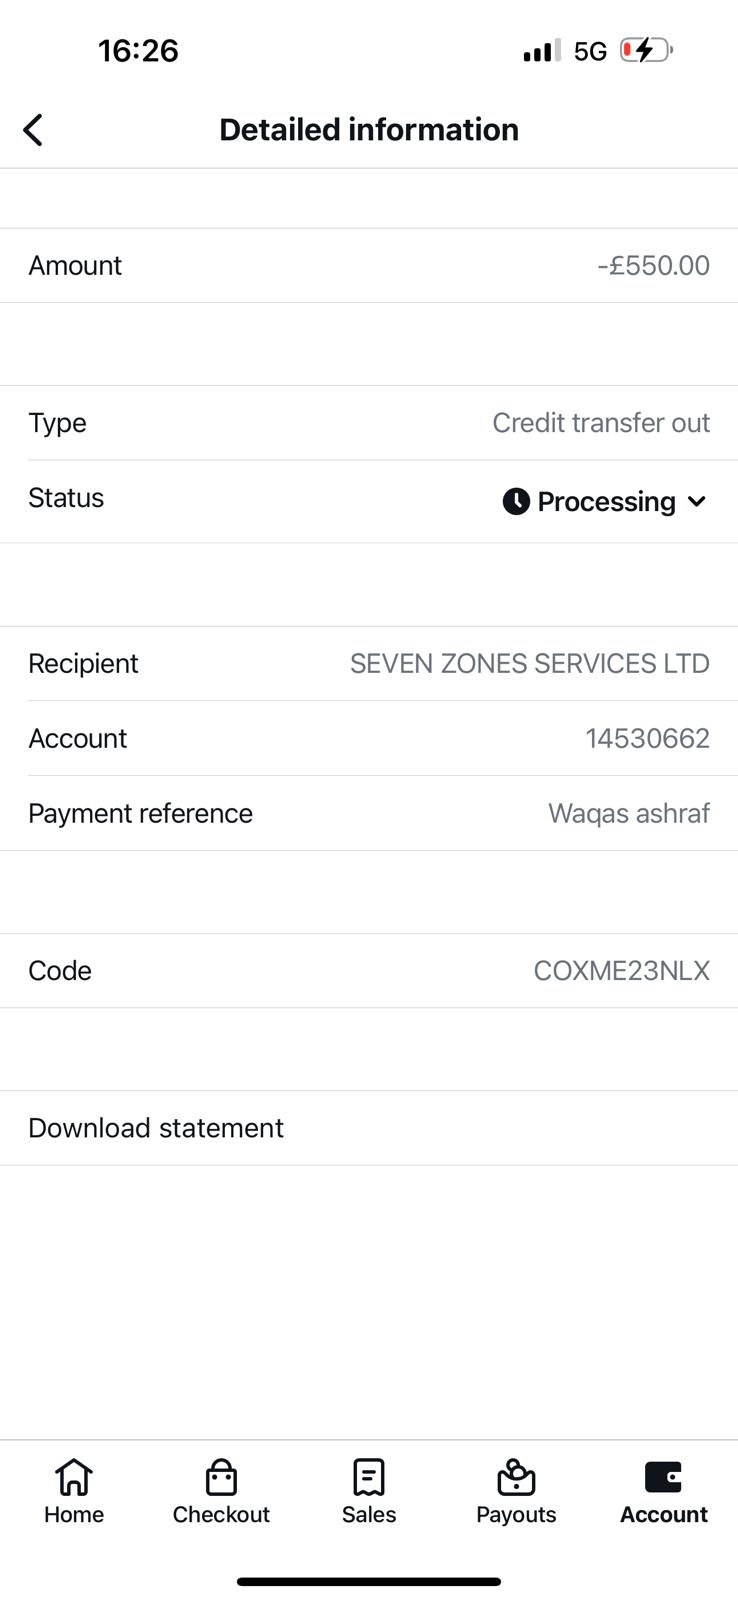 16:26
5G
Detailed information
Amount -£550.00
Type Credit transfer out
Status Processing
Recipient SEVEN ZONES SERVICES LTD
Account 14530662
Payment reference Waqas ashraf
Code COXME23NLX
Download statement
Home Checkout Sales Payouts Account